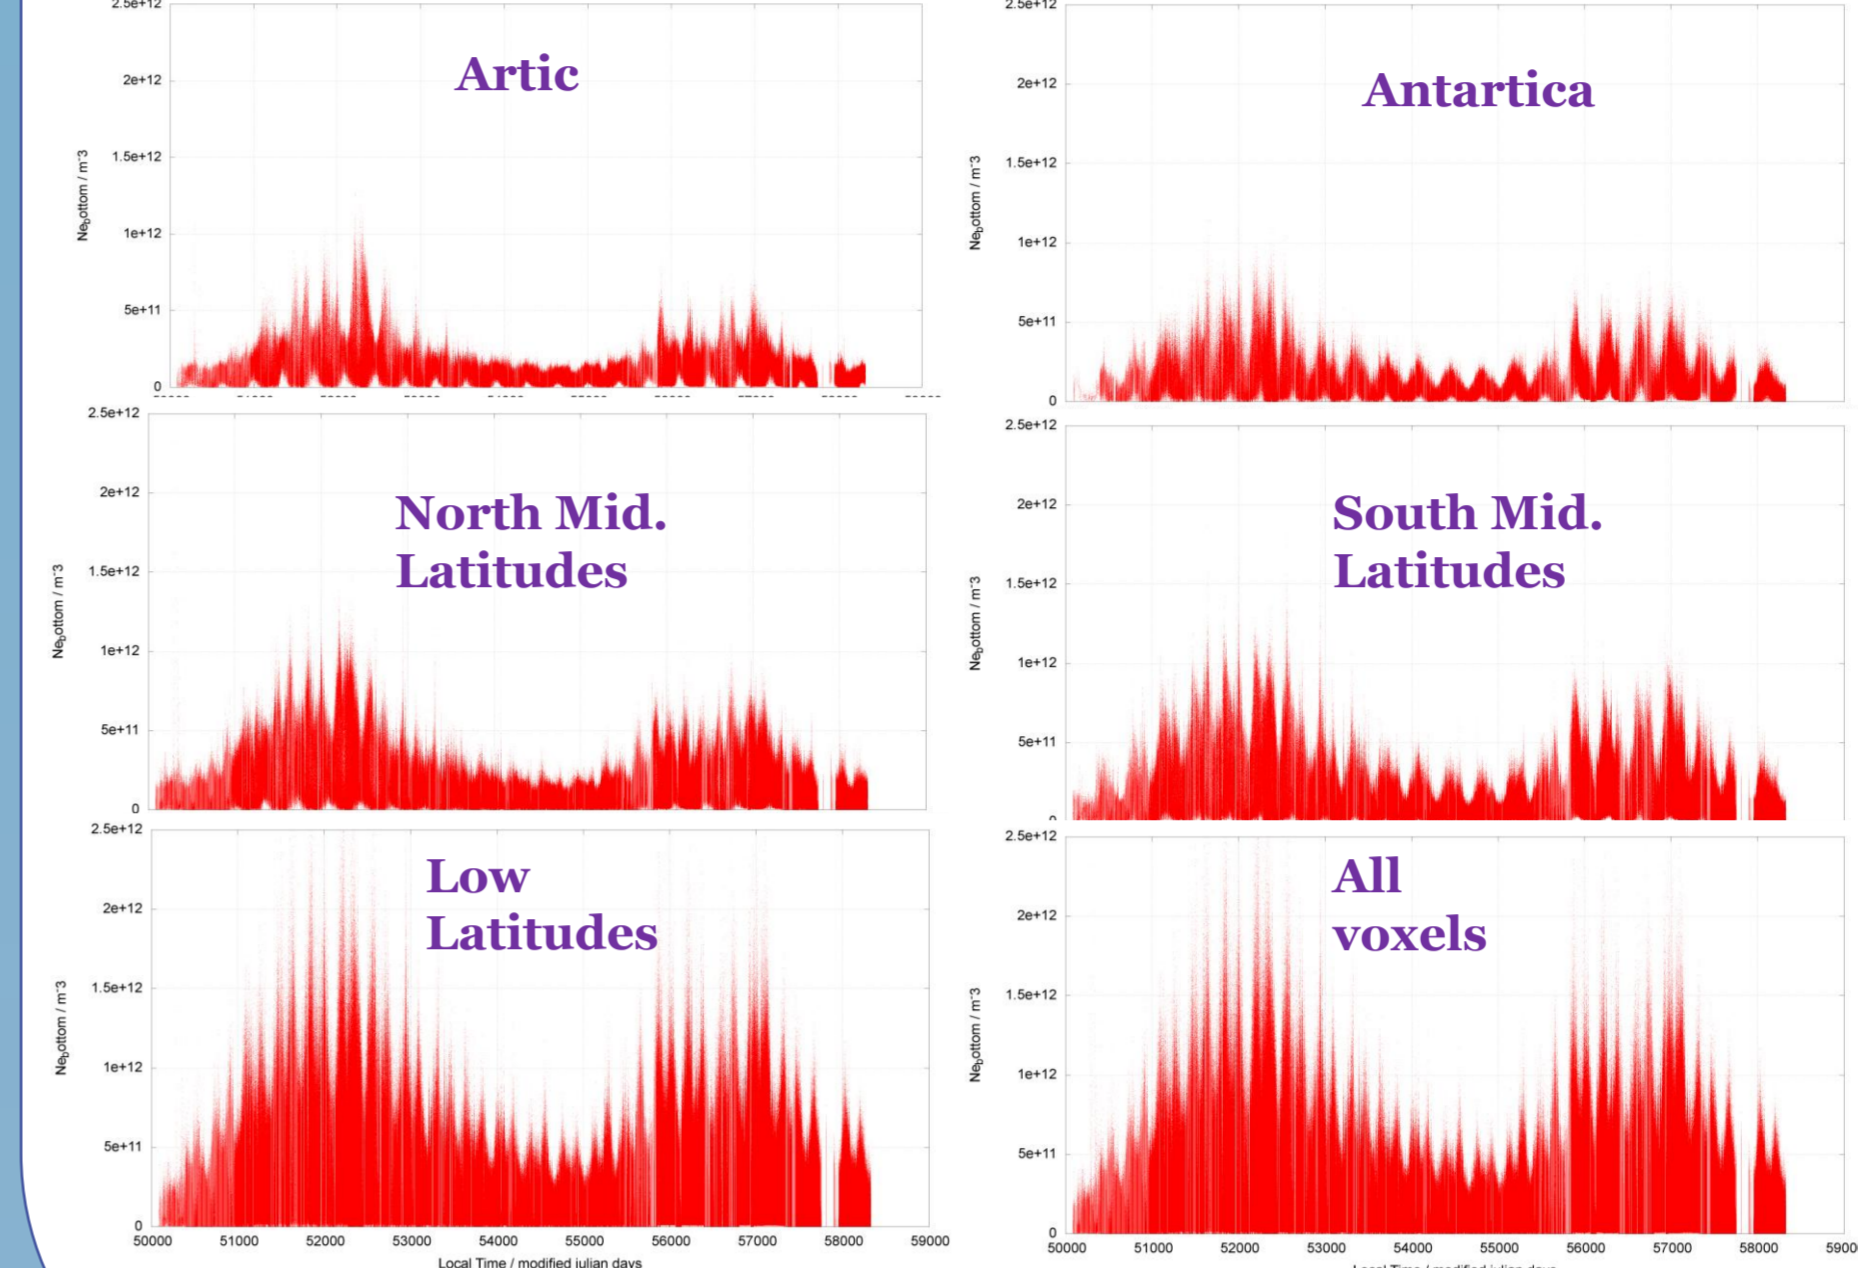 2.5e+12
2e+12
1.5e+12
1e+12
5e+11
0
Ne_bottom / m^-3
Artic
2.5e+12
2e+12
1.5e+12
1e+12
5e+11
0
Ne_bottom / m^-3
Antartica
2.5e+12
2e+12
1.5e+12
1e+12
5e+11
0
Ne_bottom / m^-3
North Mid.
Latitudes
2.5e+12
2e+12
1.5e+12
1e+12
5e+11
Ne_bottom / m^-3
South Mid.
Latitudes
2.5e+12
2e+12
1.5e+12
1e+12
5e+11
0
Ne_bottom / m^-3
Low
Latitudes
50000 51000 52000 53000 54000 55000 56000 57000 58000 59000
Local Time / modified julian days
2.5e+12
2e+12
1.5e+12
1e+12
5e+11
0
Ne_bottom / m^-3
All
voxels
50000 51000 52000 53000 54000 55000 56000 57000 58000 5900